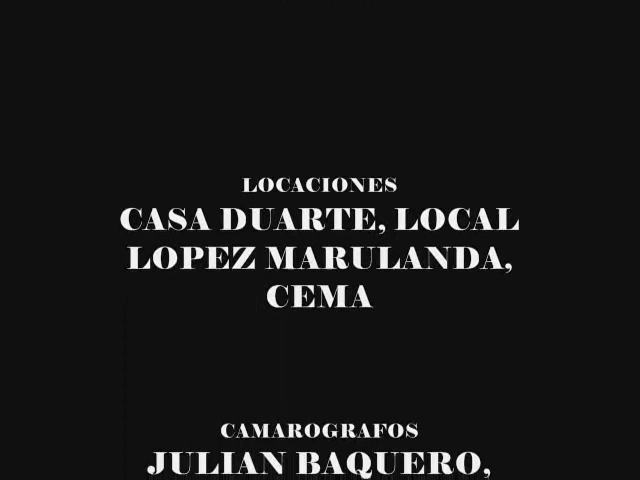 LOCACIONES
CASA DUARTE, LOCAL
LOPEZ MARULANDA,
CEMA
CAMAROGRAFOS
JULIAN BAQUERO,